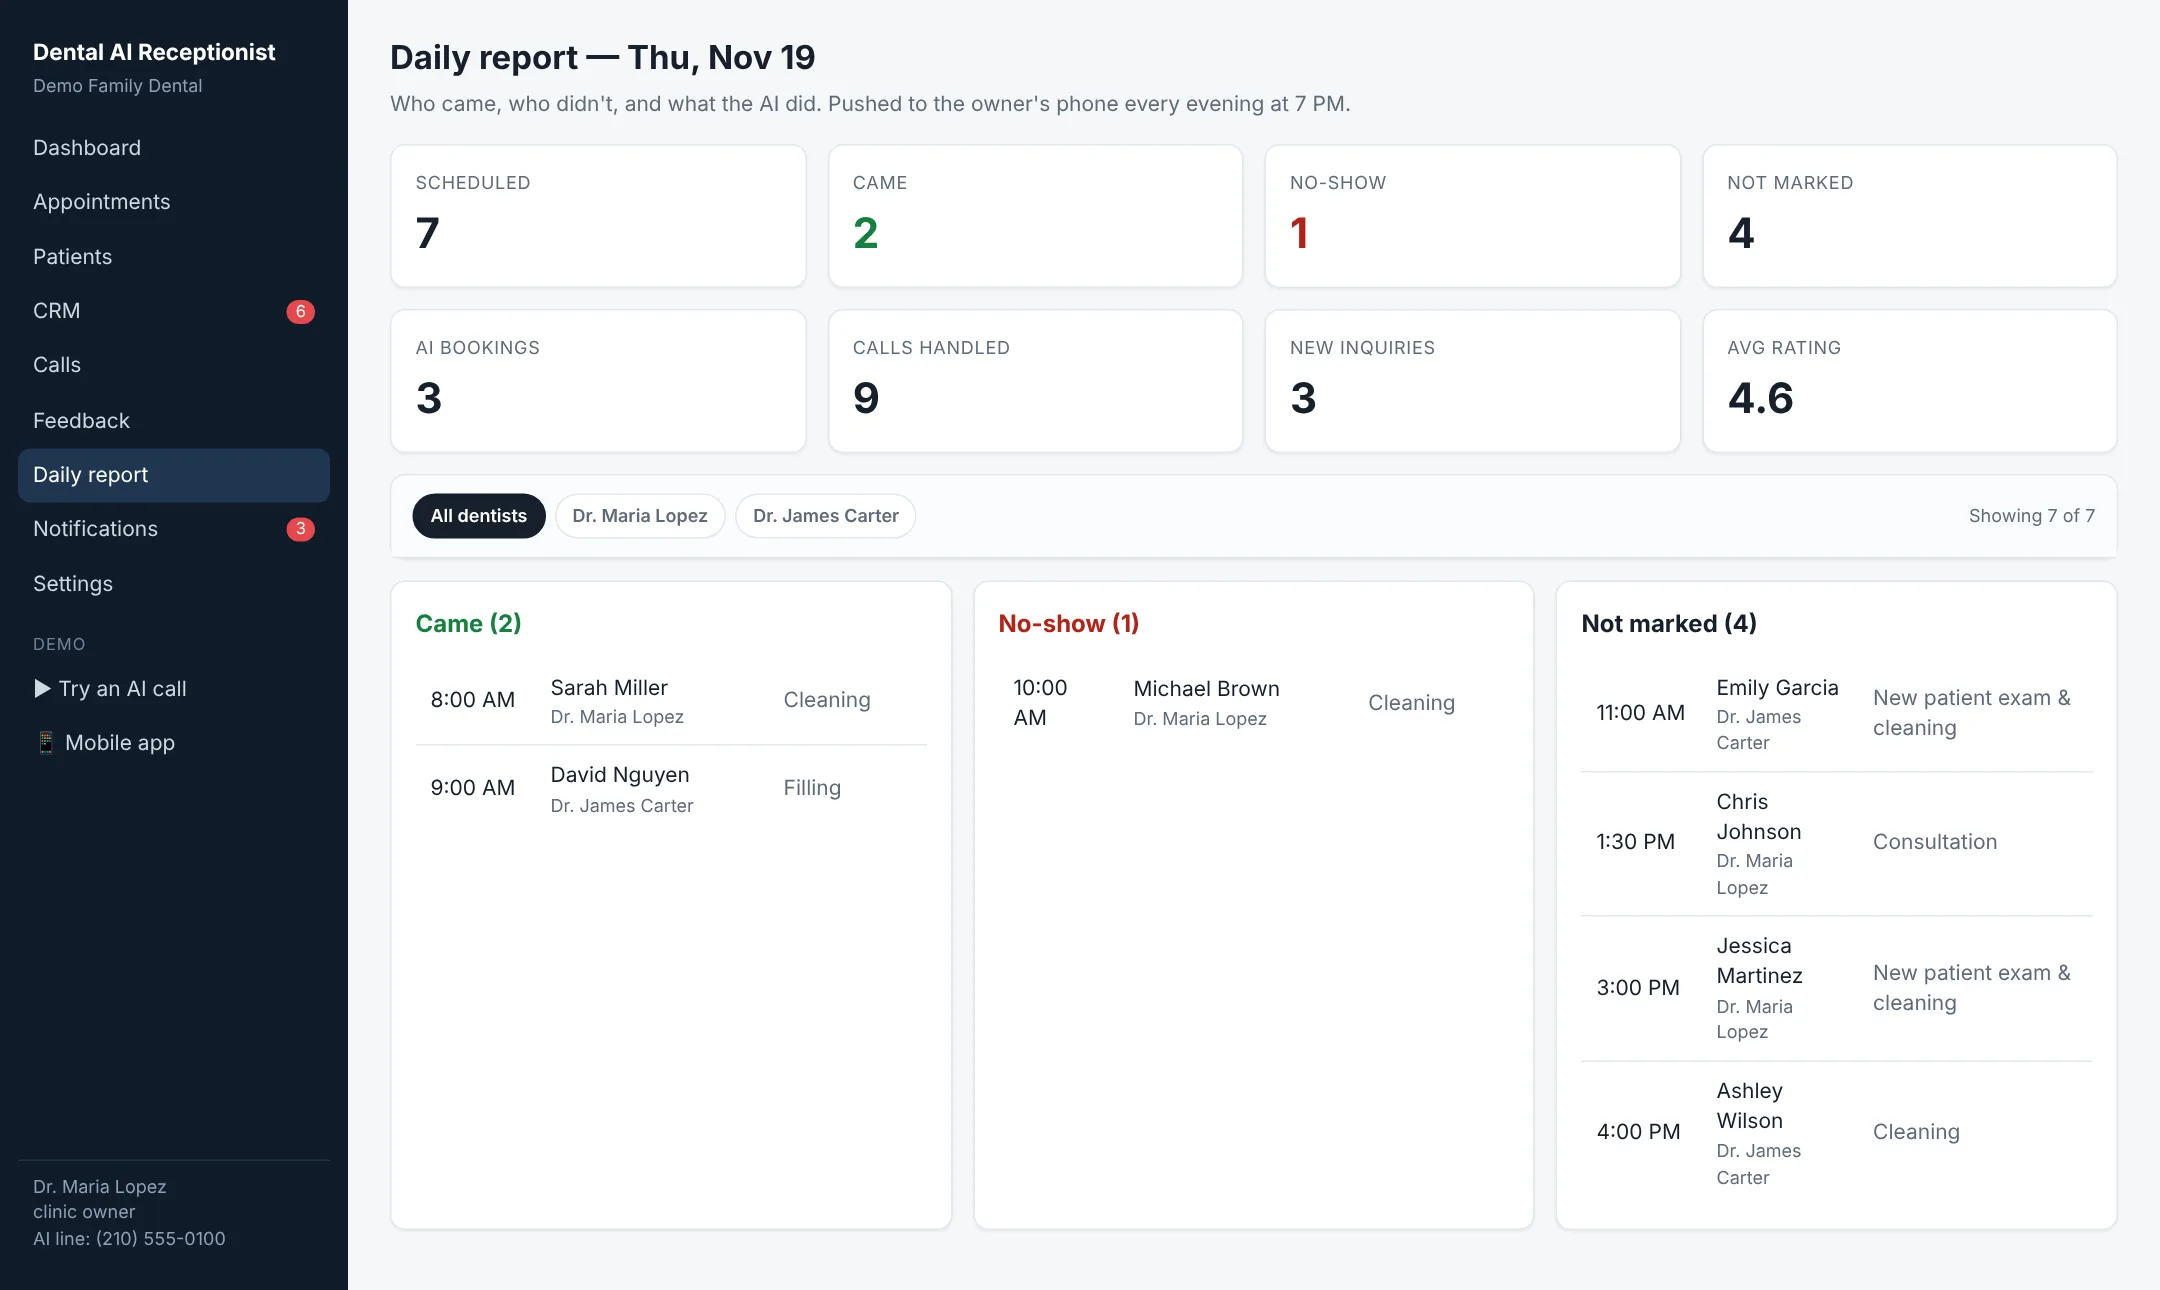 Dental AI Receptionist
Demo Family Dental
Dashboard
Appointments
Patients
CRM 6
Calls
Feedback
Daily report
Notifications 3
Settings
DEMO
▶ Try an AI call
📱 Mobile app
Dr. Maria Lopez
clinic owner
AI line: (210) 555-0100
Daily report — Thu, Nov 19
Who came, who didn't, and what the AI did. Pushed to the owner's phone every evening at 7 PM.
SCHEDULED
7
CAME
2
NO-SHOW
1
NOT MARKED
4
AI BOOKINGS
3
CALLS HANDLED
9
NEW INQUIRIES
3
AVG RATING
4.6
All dentists
Dr. Maria Lopez
Dr. James Carter
Showing 7 of 7
Came (2)
8:00 AM
Sarah Miller
Dr. Maria Lopez
Cleaning
9:00 AM
David Nguyen
Dr. James Carter
Filling
No-show (1)
10:00
AM
Michael Brown
Dr. Maria Lopez
Cleaning
Not marked (4)
11:00 AM
Emily Garcia
Dr. James
Carter
New patient exam &
cleaning
1:30 PM
Chris
Johnson
Dr. Maria
Lopez
Consultation
3:00 PM
Jessica
Martinez
Dr. Maria
Lopez
New patient exam &
cleaning
4:00 PM
Ashley
Wilson
Dr. James
Carter
Cleaning